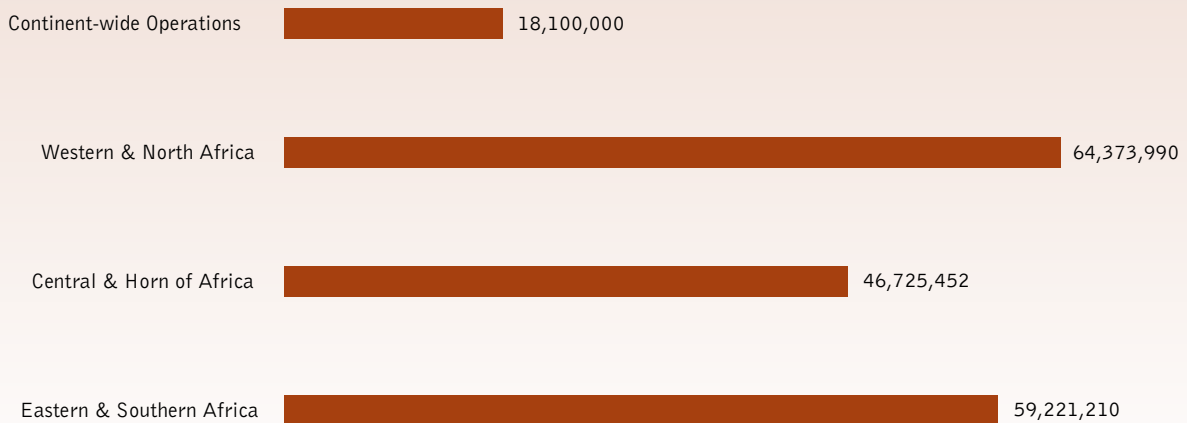 Continent-wide Operations 18,100,000
Western & North Africa 64,373,990
Central & Horn of Africa 46,725,452
Eastern & Southern Africa 59,221,210